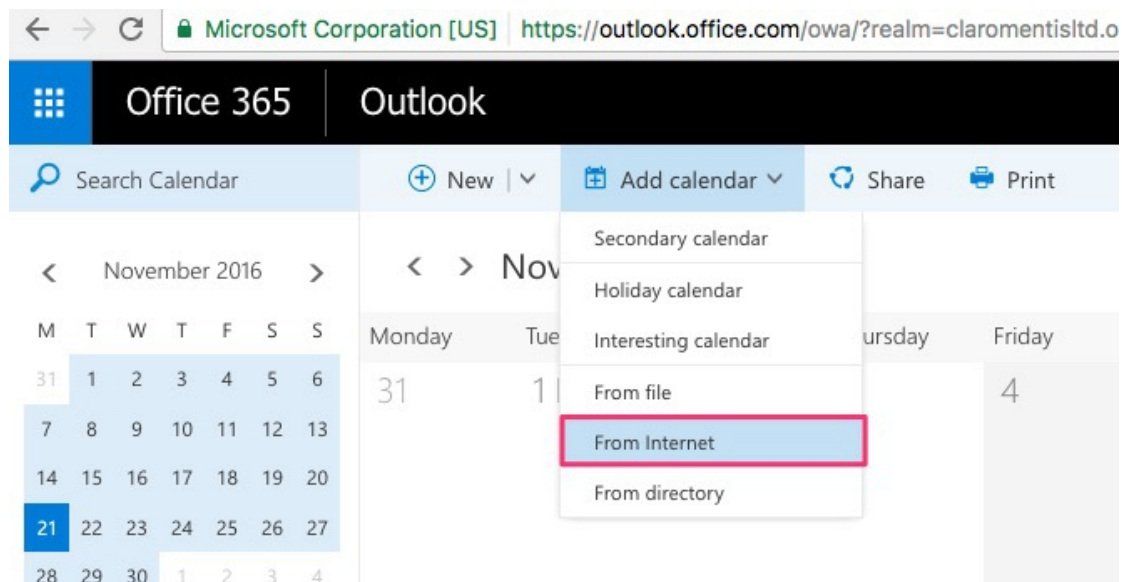 Microsoft Corporation [US] https://outlook.office.com/owa/?realm=claromentisltd.o
Office 365 Outlook
Search Calendar New Add calendar Share Print
Secondary calendar
Holiday calendar
Interesting calendar
From file
From Internet
From directory
November 2016
M T W T F S S
31 1 2 3 4 5 6
7 8 9 10 11 12 13
14 15 16 17 18 19 20
21 22 23 24 25 26 27
28 29 30 1 2 3 4
Nov
Monday Tue ursday Friday
31 1 4